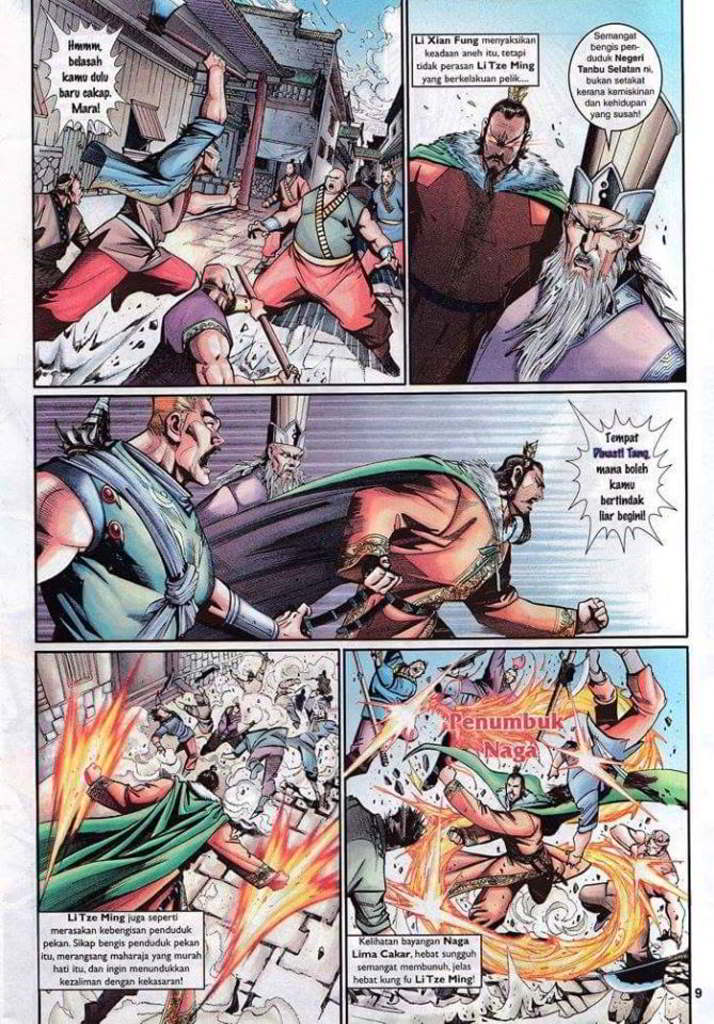 Hmmm,
belasah
kamu dulu
baru cakap.
Mara!
Li Xian Fung menyaksikan
keadaan aneh itu, tetapi
tidak perasan Li Tze Ming
yang berkelakuan pelik....
Semangat
bengis pen-
duduk Negeri
Tanbu Selatan ni,
bukan setakat
kerana kemiskinan
dan kehidupan
yang susah!
Tempat
Dinasti Tang,
mana boleh
kamu
bertindak
liar begini!
Li Tze Ming juga seperti
merasakan kebengisan penduduk
pekan. Sikap bengis penduduk pekan
itu, merangsang maharaja yang murah
hati itu, dan ingin menundukkan
kezaliman dengan kekasaran!
Penumbuk
Naga
Kelihatan bayangan Naga
Lima Cakar, hebat sungguh
semangat membunuh, jelas
hebat kung fu Li Tze Ming!
9